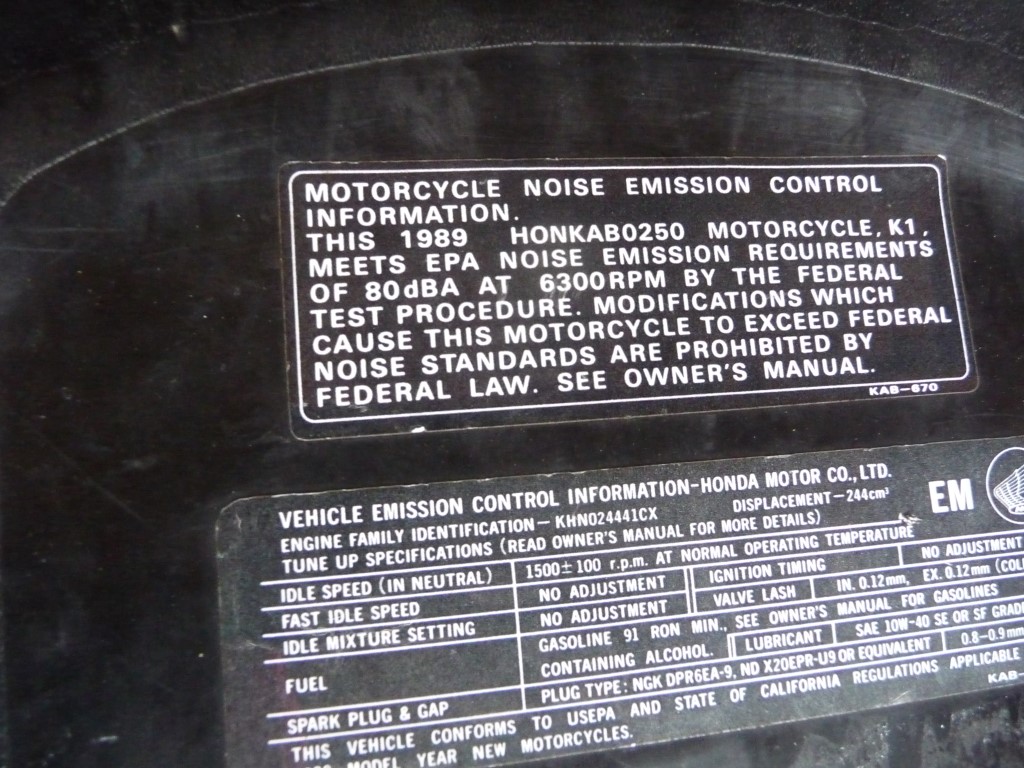 MOTORCYCLE NOISE EMISSION CONTROL
INFORMATION.
THIS 1989 HONKAB0250 MOTORCYCLE, K1,
MEETS EPA NOISE EMISSION REQUIREMENTS
OF 80dBA AT 6300RPM BY THE FEDERAL
TEST PROCEDURE. MODIFICATIONS WHICH
CAUSE THIS MOTORCYCLE TO EXCEED FEDERAL
NOISE STANDARDS ARE PROHIBITED BY
FEDERAL LAW. SEE OWNER'S MANUAL.
KAB-670
VEHICLE EMISSION CONTROL INFORMATION-HONDA MOTOR CO., LTD.
ENGINE FAMILY IDENTIFICATION - KHN024441CX DISPLACEMENT-244cm³ EM
TUNE UP SPECIFICATIONS (READ OWNER'S MANUAL FOR MORE DETAILS)
IDLE SPEED (IN NEUTRAL) 1500±100 r.p.m. AT NORMAL OPERATING TEMPERATURE
FAST IDLE SPEED NO ADJUSTMENT IGNITION TIMING NO ADJUSTMENT
IDLE MIXTURE SETTING NO ADJUSTMENT VALVE LASH IN. 0.12mm, EX. 0.12mm
FUEL GASOLINE 91 RON MIN., SEE OWNER'S MANUAL FOR GASOLINES
CONTAINING ALCOHOL. LUBRICANT SAE 10W-40 SE OR SF
SPARK PLUG & GAP PLUG TYPE: NGK DPR6EA-9, ND X20EPR-U9 OR EQUIVALENT 0.8-0.9mm
THIS VEHICLE CONFORMS TO USEPA AND STATE OF CALIFORNIA REGULATIONS APPLICABLE
MODEL YEAR NEW MOTORCYCLES. KAB-